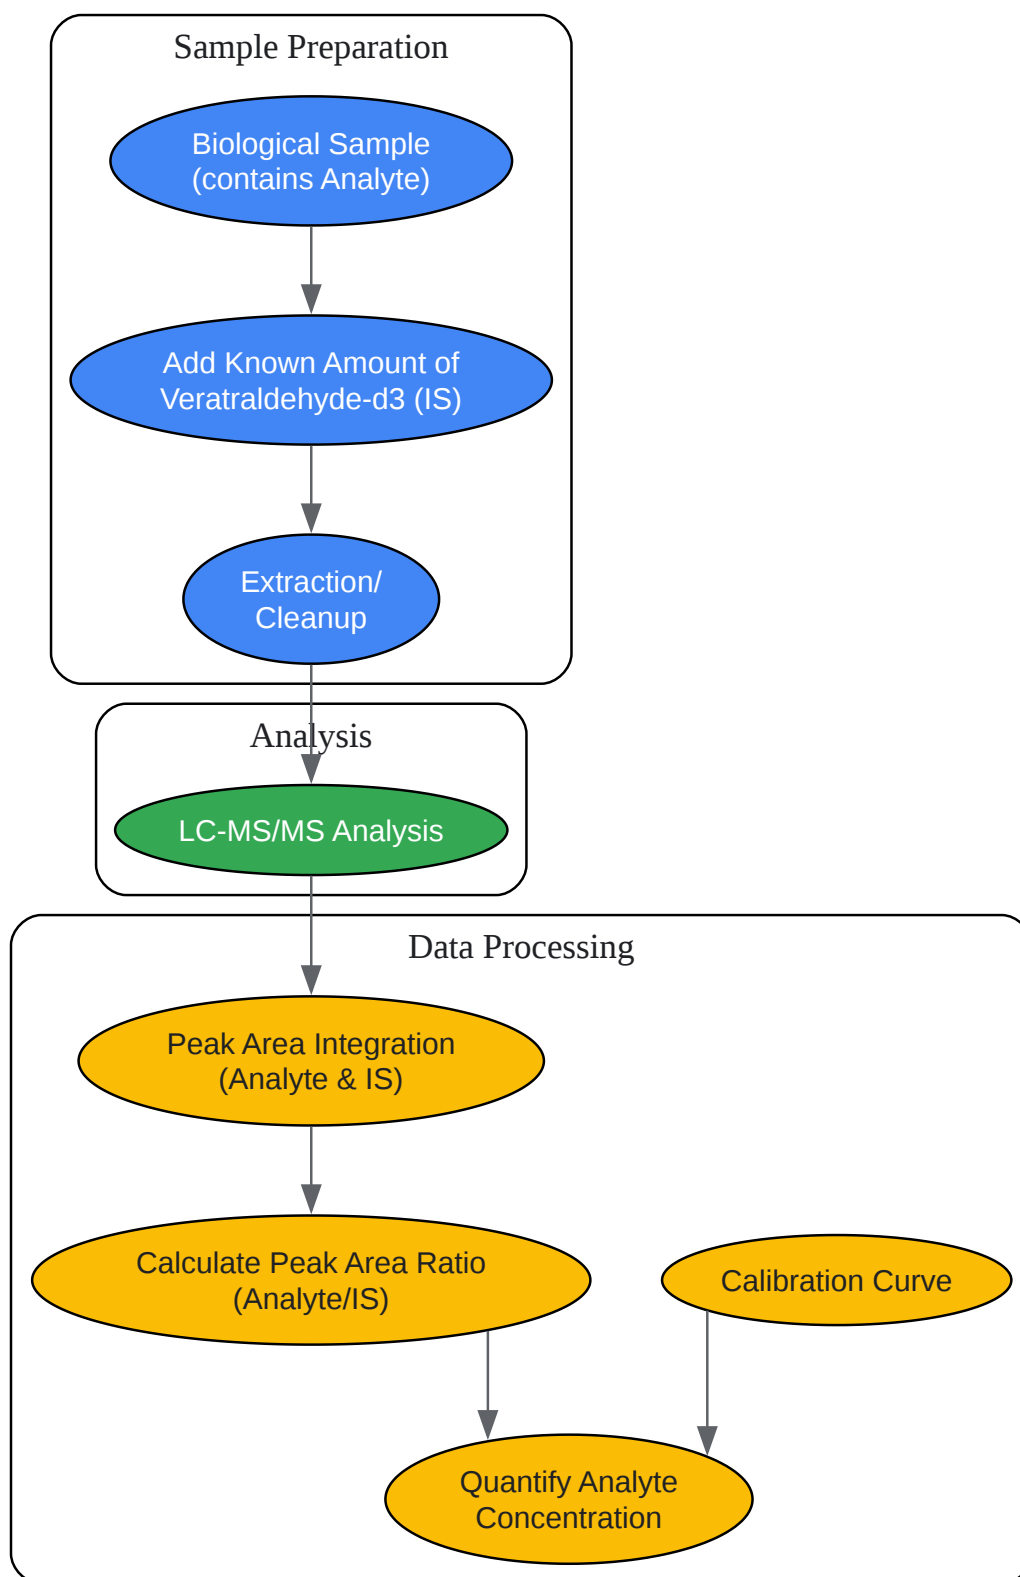 Sample Preparation
Biological Sample
(contains Analyte)
Add Known Amount of
Veratraldehyde-d3 (IS)
Extraction/
Cleanup
Analysis
LC-MS/MS Analysis
Data Processing
Peak Area Integration
(Analyte & IS)
Calculate Peak Area Ratio
(Analyte/IS)
Calibration Curve
Quantify Analyte
Concentration